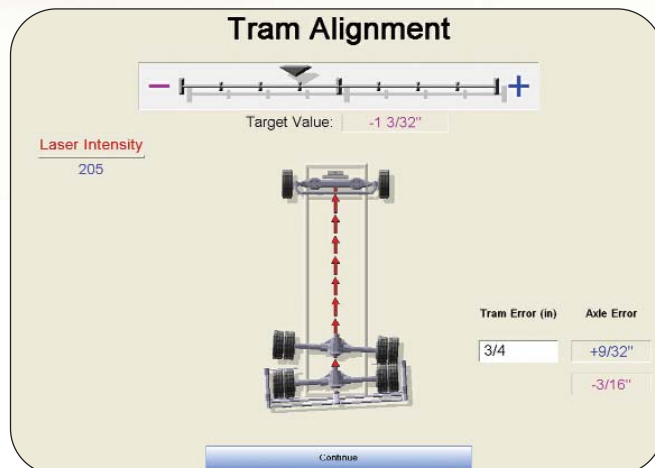 Tram Alignment
− +
Target Value: -1 3/32"
Laser Intensity
205
Tram Error (in) Axle Error
3/4 +9/32"
-3/16"
Continue